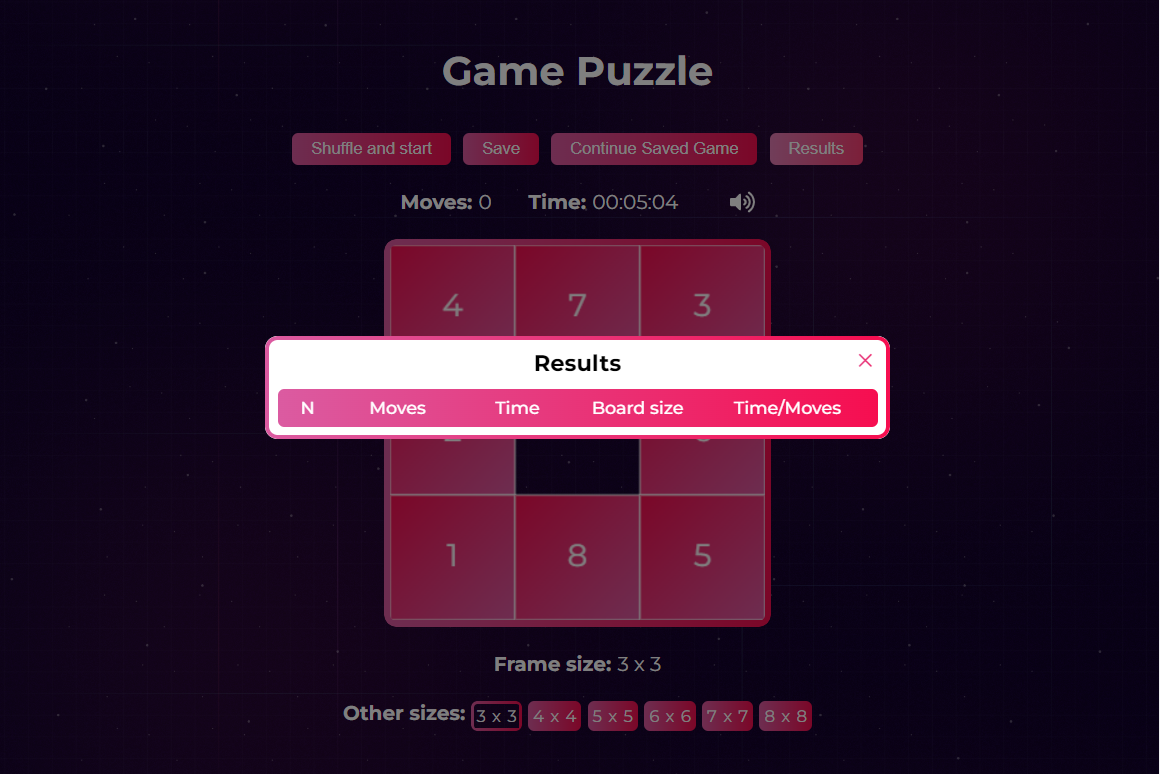 Game Puzzle
Shuffle and start Save Continue Saved Game Results
Moves: 0 Time: 00:05:04
4 7 3
Results
N Moves Time Board size Time/Moves
1 8 5
Frame size: 3 x 3
Other sizes: 3 x 3 4 x 4 5 x 5 6 x 6 7 x 7 8 x 8